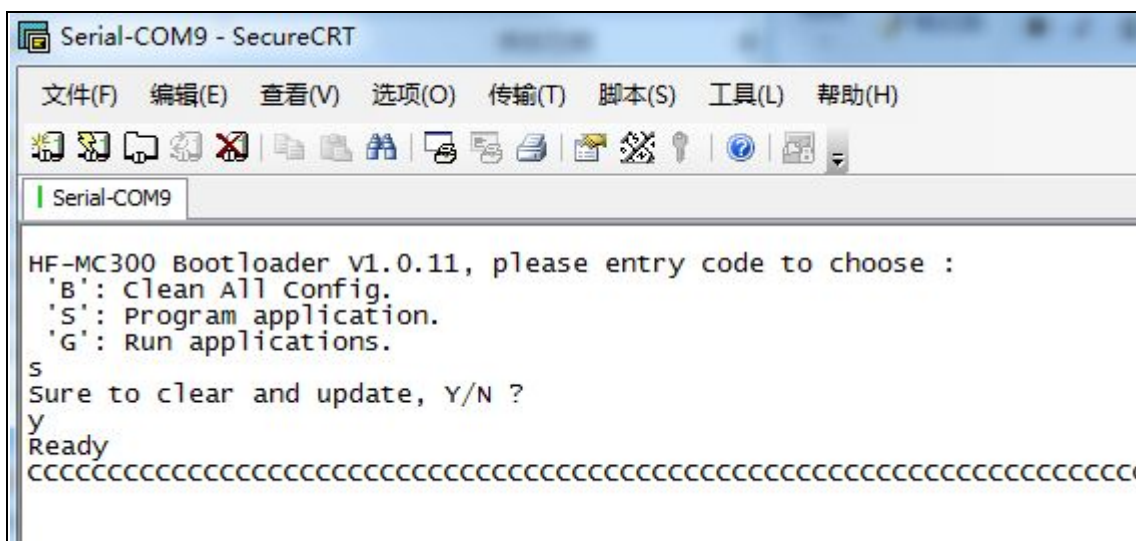 Serial-COM9 - SecureCRT
文件(F) 编辑(E) 查看(V) 选项(O) 传输(T) 脚本(S) 工具(L) 帮助(H)
Serial-COM9
HF-MC300 Bootloader V1.0.11, please entry code to choose :
'B': Clean All Config.
'S': Program application.
'G': Run applications.
s
Sure to clear and update, Y/N ?
y
Ready
CCCCCCCCCCCCCCCCCCCCCCCCCCCCCCCCCCCCCCCCCCCCCCCCCCCCCCCCCCCCCCCCCCCCCC